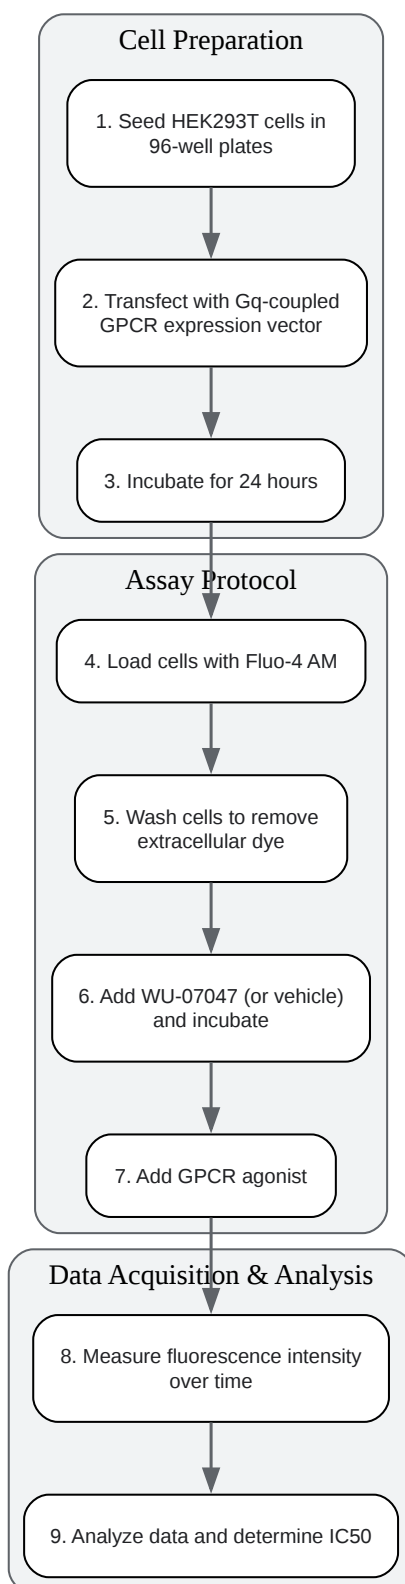 Cell Preparation
1. Seed HEK293T cells in
96-well plates
2. Transfect with Gq-coupled
GPCR expression vector
3. Incubate for 24 hours
Assay Protocol
4. Load cells with Fluo-4 AM
5. Wash cells to remove
extracellular dye
6. Add WU-07047 (or vehicle)
and incubate
7. Add GPCR agonist
Data Acquisition & Analysis
8. Measure fluorescence intensity
over time
9. Analyze data and determine IC50